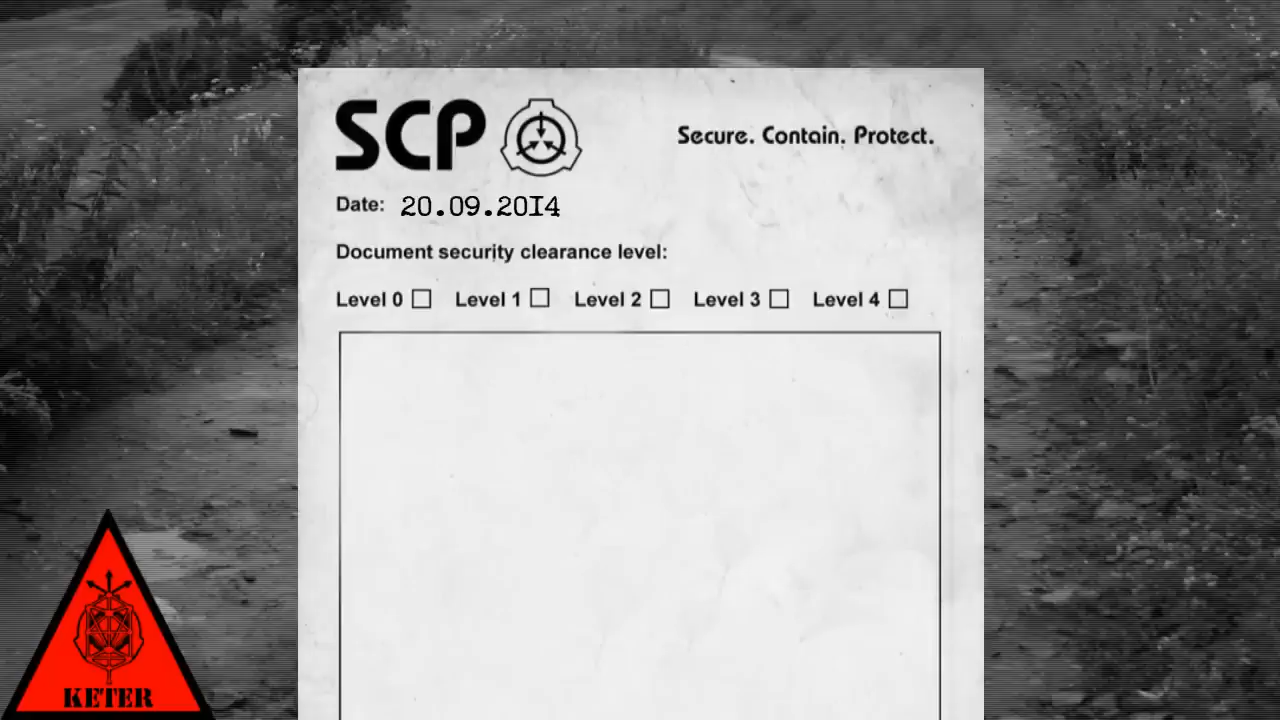 SCP
Secure. Contain. Protect.
Date: 20.09.2014
Document security clearance level:
Level 0 Level 1 Level 2 Level 3 Level 4
KETER